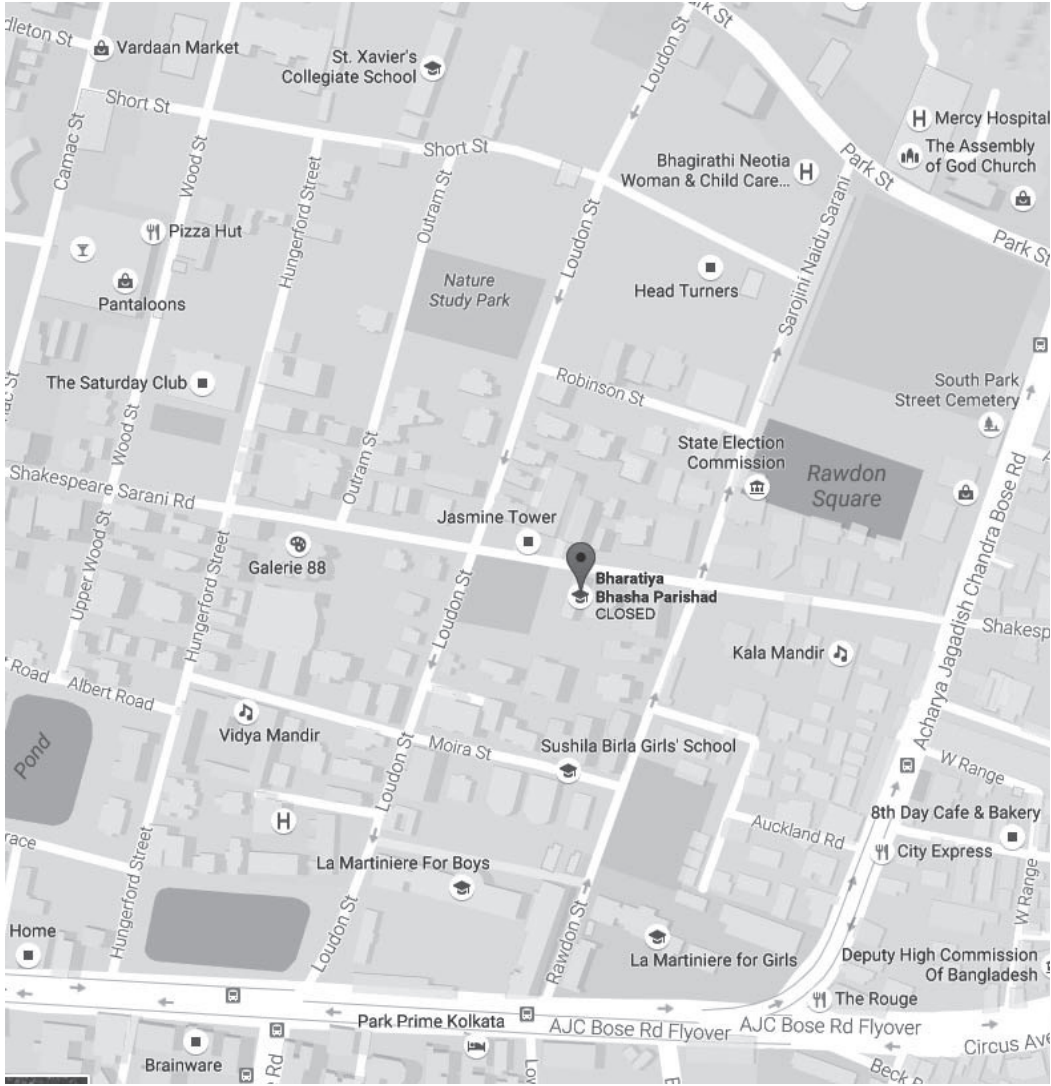 dleton St
Vardaan Market
St. Xavier's
Collegiate School
Loudon St
rk St
Short St
Camac St
Wood St
Hungerford Street
Short St
Outram St
Bhagirathi Neotia
Woman & Child Care...
Park St
Mercy Hospital
The Assembly
of God Church
Park St
Pizza Hut
Pantaloons
Nature
Study Park
Loudon St
Head Turners
Sarojini Naidu Sarani
The Saturday Club
Robinson St
South Park
Street Cemetery
mac St
Wood St
Outram St
State Election
Commission
Rawdon
Square
Shakespeare Sarani Rd
Jasmine Tower
Galerie 88
Bharatiya
Bhasha Parishad
CLOSED
Upper Wood St
Hungerford Street
Loudon St
Acharya Jagadish Chandra Bose Rd
Shakesp
Kala Mandir
t Road
Albert Road
Pond
Vidya Mandir
Moira St
Sushila Birla Girls' School
Loudon St
W Range
8th Day Cafe & Bakery
Auckland Rd
City Express
race
Hungerford Street
La Martiniere For Boys
W Range
Home
Loudon St
Rawdon St
La Martiniere for Girls
Deputy High Commission
Of Bangladesh
The Rouge
Park Prime Kolkata
AJC Bose Rd Flyover
AJC Bose Rd Flyover
Circus Ave
Brainware
Rd
Lov
Beck